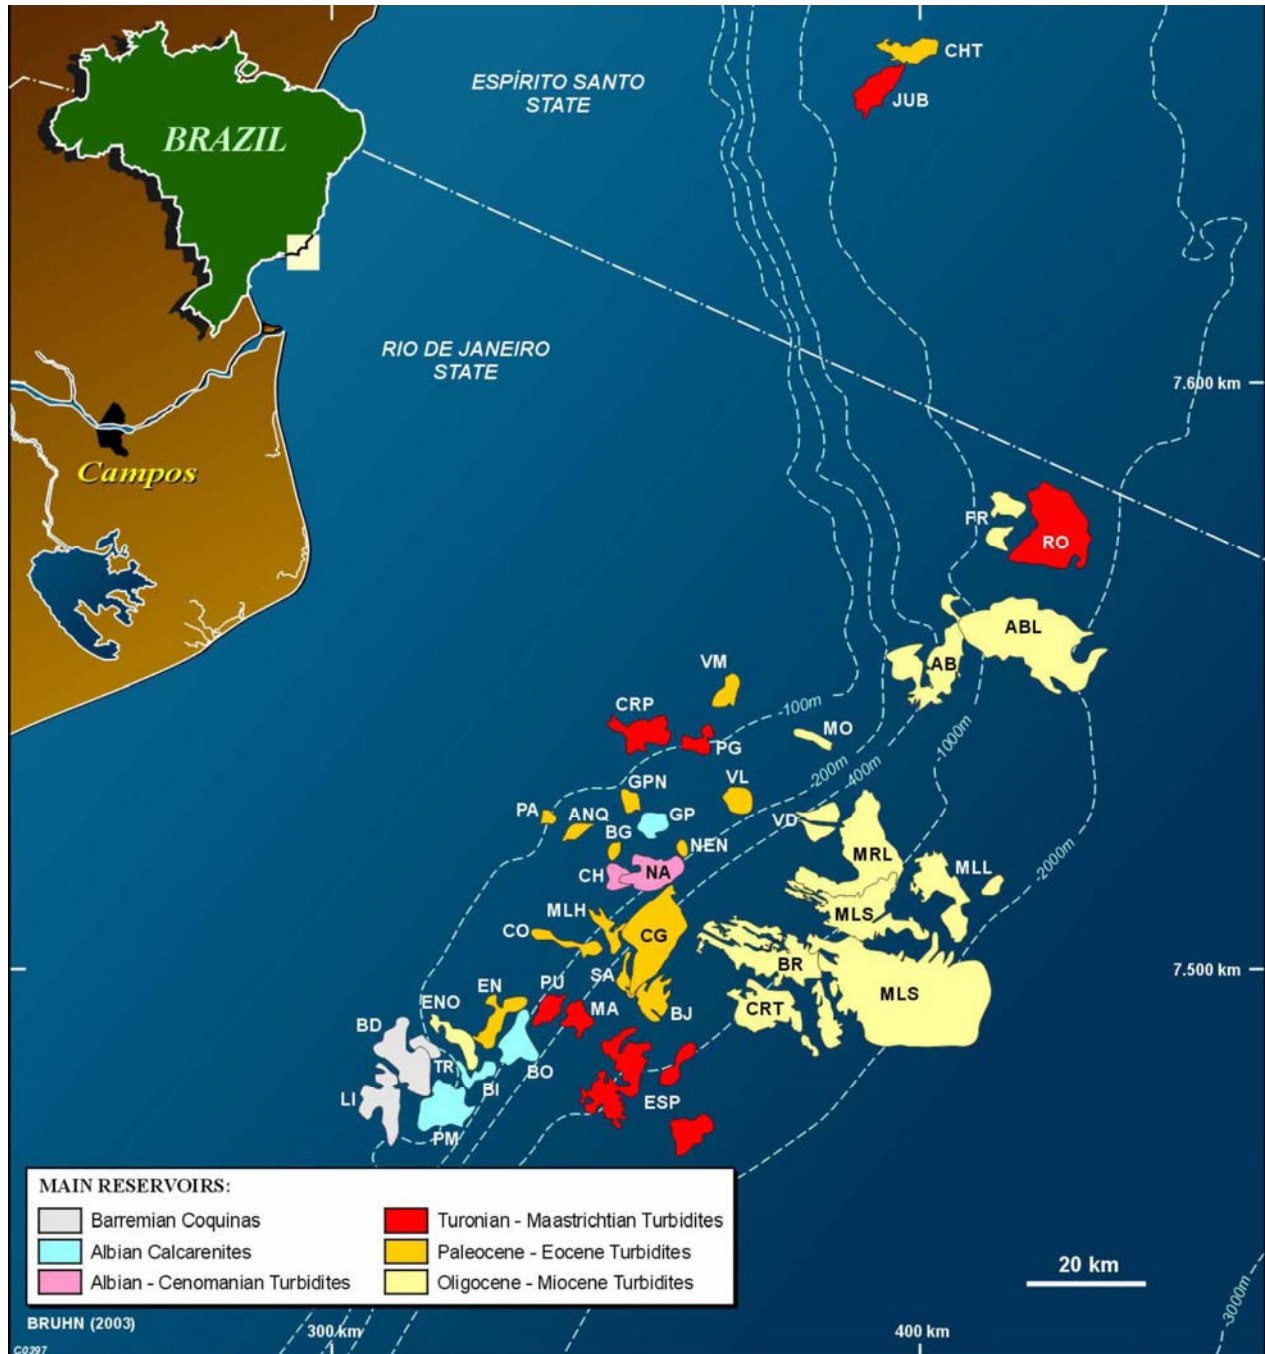 CHT
JUB
ESPÍRITO SANTO
STATE
BRAZIL
RIO DE JANEIRO
STATE
7.600 km
Campos
FR
RO
ABL
AB
VM
CRP
-100m
MO
PG
-1000m
-200m
-400m
GPN
VL
PA
ANQ
GP
VD
BG
NEN
MRL
-2000m
CH
NA
MLL
MLH
MLS
CO
CG
BR
SA
7.500 km
EN
PU
MLS
ENO
MA
BJ
CRT
BD
TR
BO
BI
LI
ESP
PM
MAIN RESERVOIRS:
Barremian Coquinas
Albian Calcarenites
Albian - Cenomanian Turbidites
Turonian - Maastrichtian Turbidites
Paleocene - Eocene Turbidites
Oligocene - Miocene Turbidites
20 km
-3000m
BRUHN (2003)
300 km
400 km
C0397